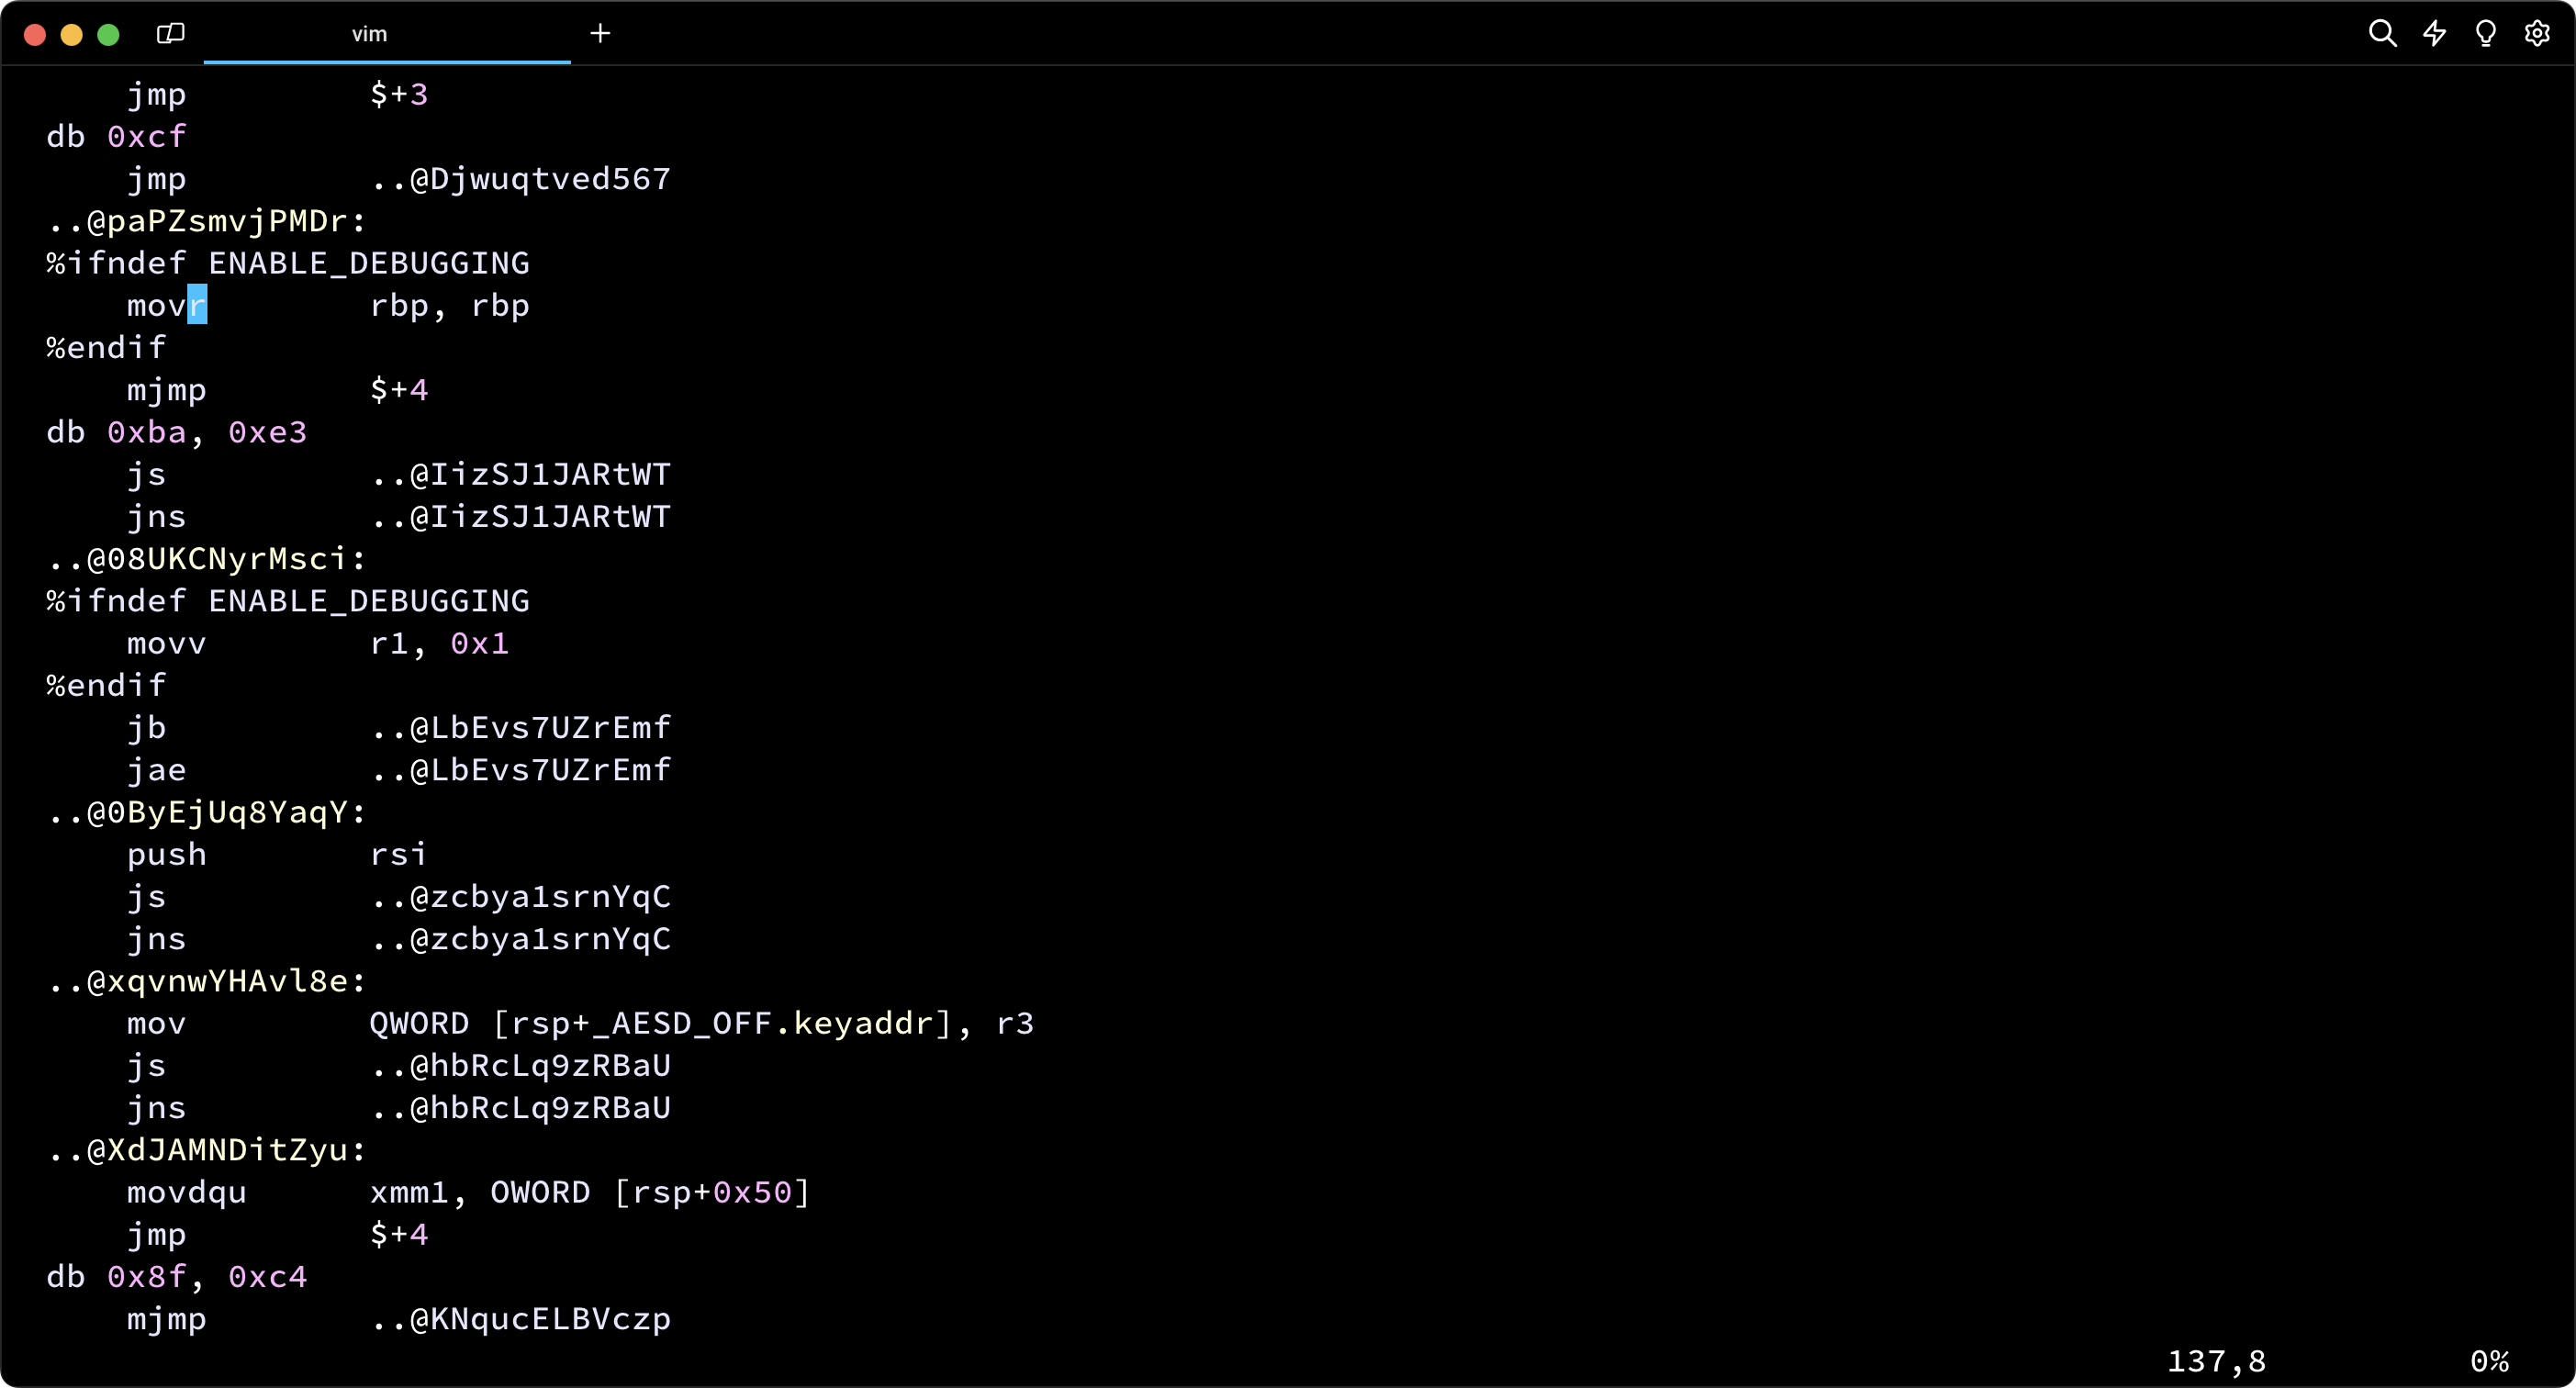 vim
    jmp         $+3
db 0xcf
    jmp         ..@Djwuqtved567
..@paPZsmvjPMDr:
%ifndef ENABLE_DEBUGGING
    movr        rbp, rbp
%endif
    mjmp        $+4
db 0xba, 0xe3
    js          ..@IizSJ1JARtWT
    jns         ..@IizSJ1JARtWT
..@08UKCNyrMsci:
%ifndef ENABLE_DEBUGGING
    movv        r1, 0x1
%endif
    jb          ..@LbEvs7UZrEmf
    jae         ..@LbEvs7UZrEmf
..@0ByEjUq8YaqY:
    push        rsi
    js          ..@zcbya1srnYqC
    jns         ..@zcbya1srnYqC
..@xqvnwYHAvl8e:
    mov         QWORD [rsp+_AESD_OFF.keyaddr], r3
    js          ..@hbRcLq9zRBaU
    jns         ..@hbRcLq9zRBaU
..@XdJAMNDitZyu:
    movdqu      xmm1, OWORD [rsp+0x50]
    jmp         $+4
db 0x8f, 0xc4
    mjmp        ..@KNqucELBVczp
137,8          0%